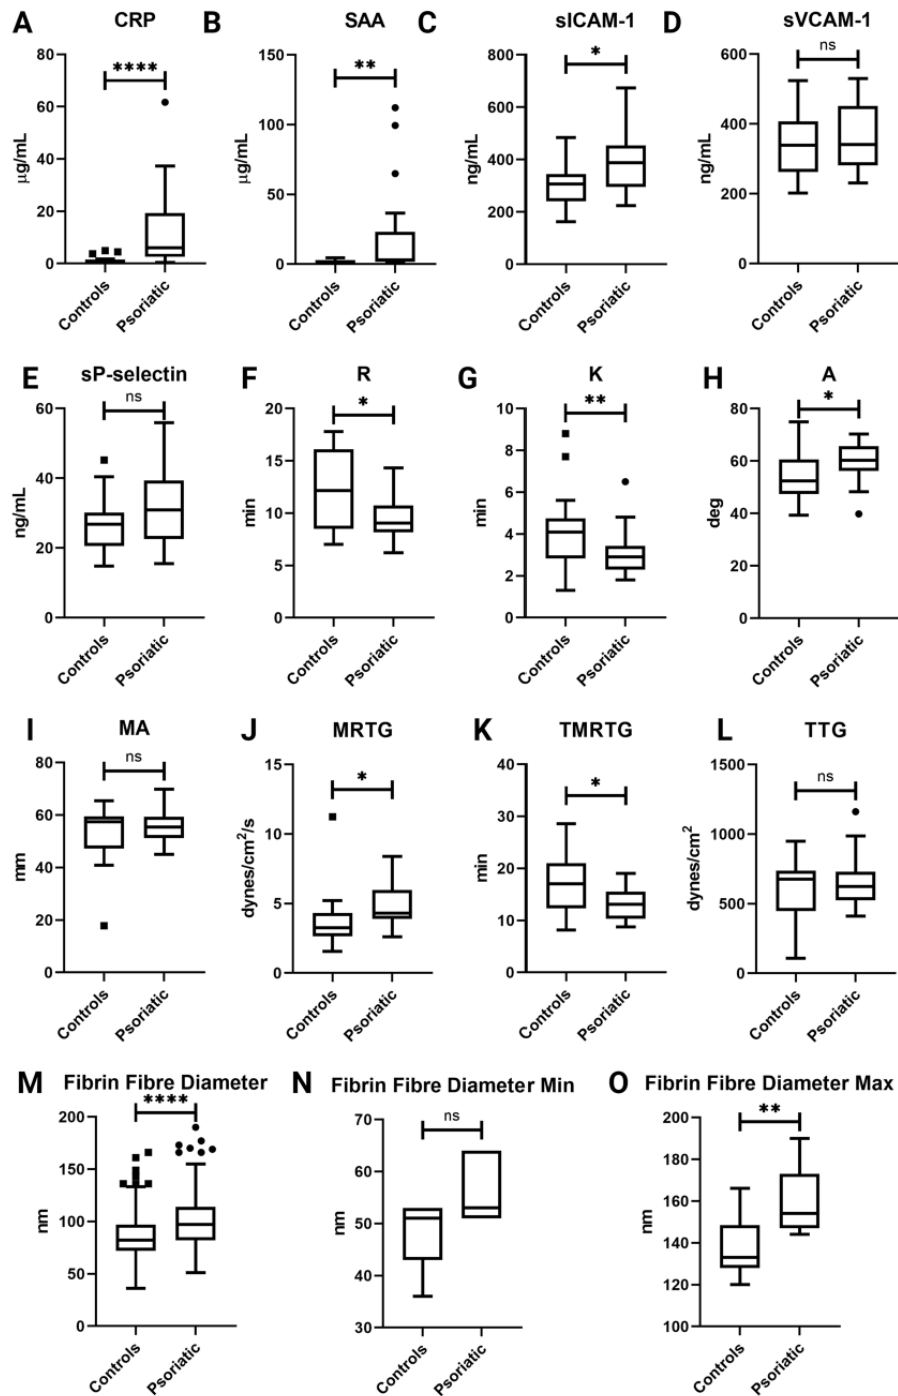 A CRP
****
µg/mL
80
60
40
20
0
Controls Psoriatic
B SAA
**
µg/mL
150
100
50
0
Controls Psoriatic
C sICAM-1
*
ng/mL
800
600
400
200
0
Controls Psoriatic
D sVCAM-1
ns
ng/mL
600
400
200
0
Controls Psoriatic
E sP-selectin
ns
ng/mL
60
40
20
0
Controls Psoriatic
F R
*
min
20
15
10
5
0
Controls Psoriatic
G K
**
min
10
8
6
4
2
0
Controls Psoriatic
H A
*
deg
80
60
40
20
0
Controls Psoriatic
I MA
ns
mm
80
60
40
20
0
Controls Psoriatic
J MRTG
*
dynes/cm²/s
15
10
5
0
Controls Psoriatic
K TMRTG
*
min
40
30
20
10
0
Controls Psoriatic
L TTG
ns
dynes/cm²
1500
1000
500
0
Controls Psoriatic
M Fibrin Fibre Diameter
****
nm
200
150
100
50
0
Controls Psoriatic
N Fibrin Fibre Diameter Min
ns
nm
70
60
50
40
30
Controls Psoriatic
O Fibrin Fibre Diameter Max
**
nm
200
180
160
140
120
100
Controls Psoriatic